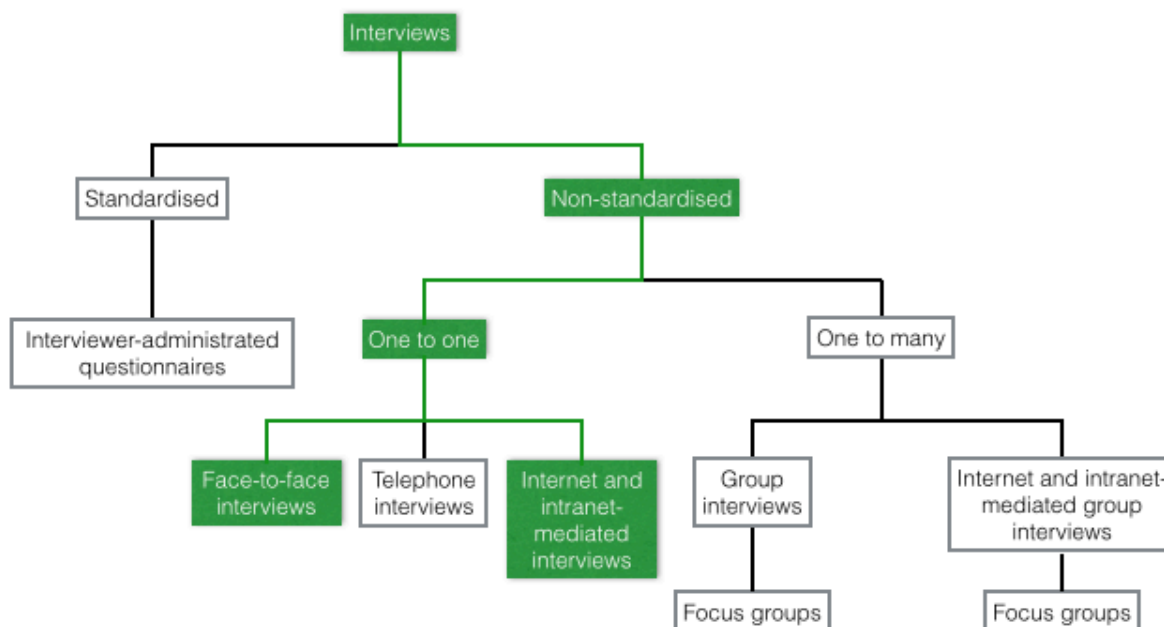 Interviews
Standardised
Non-standardised
Interviewer-administrated
questionnaires
One to one
One to many
Face-to-face
interviews
Telephone
interviews
Internet and
intranet-
mediated
interviews
Group
interviews
Internet and intranet-
mediated group
interviews
Focus groups
Focus groups